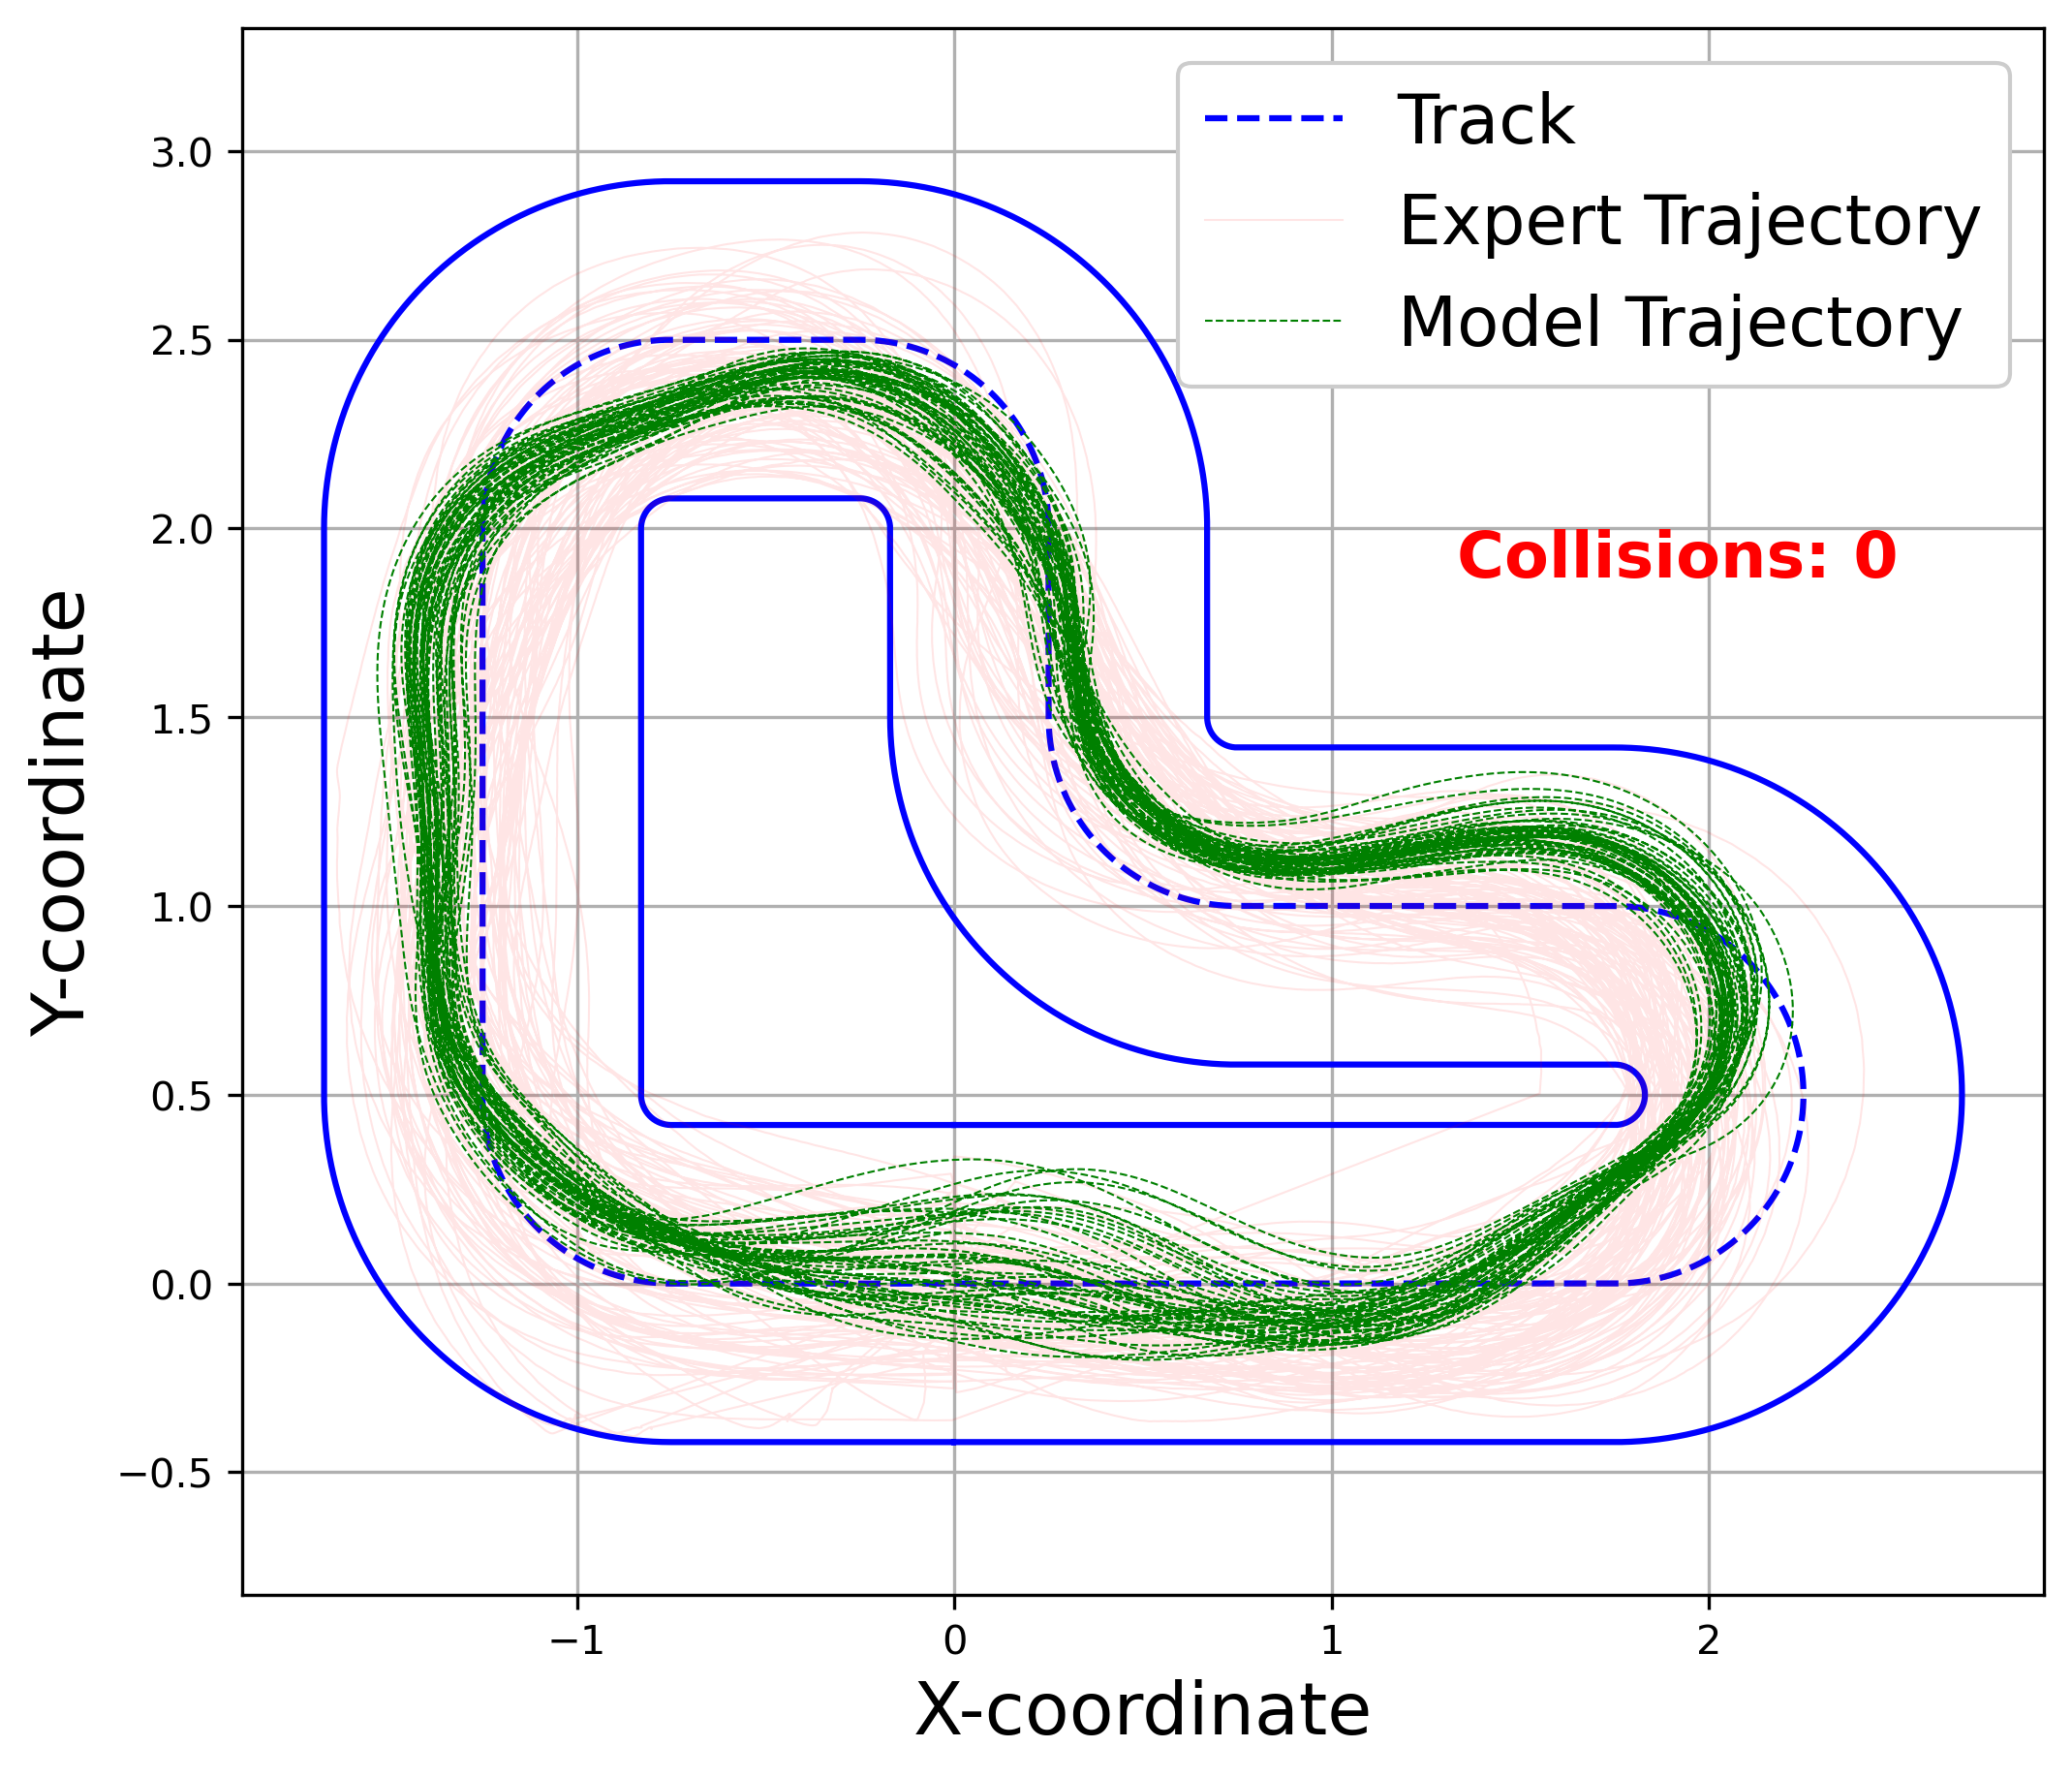 Track
Expert Trajectory
Model Trajectory
Collisions: 0
Y-coordinate
3.0
2.5
2.0
1.5
1.0
0.5
0.0
−0.5
−1
0
1
2
X-coordinate